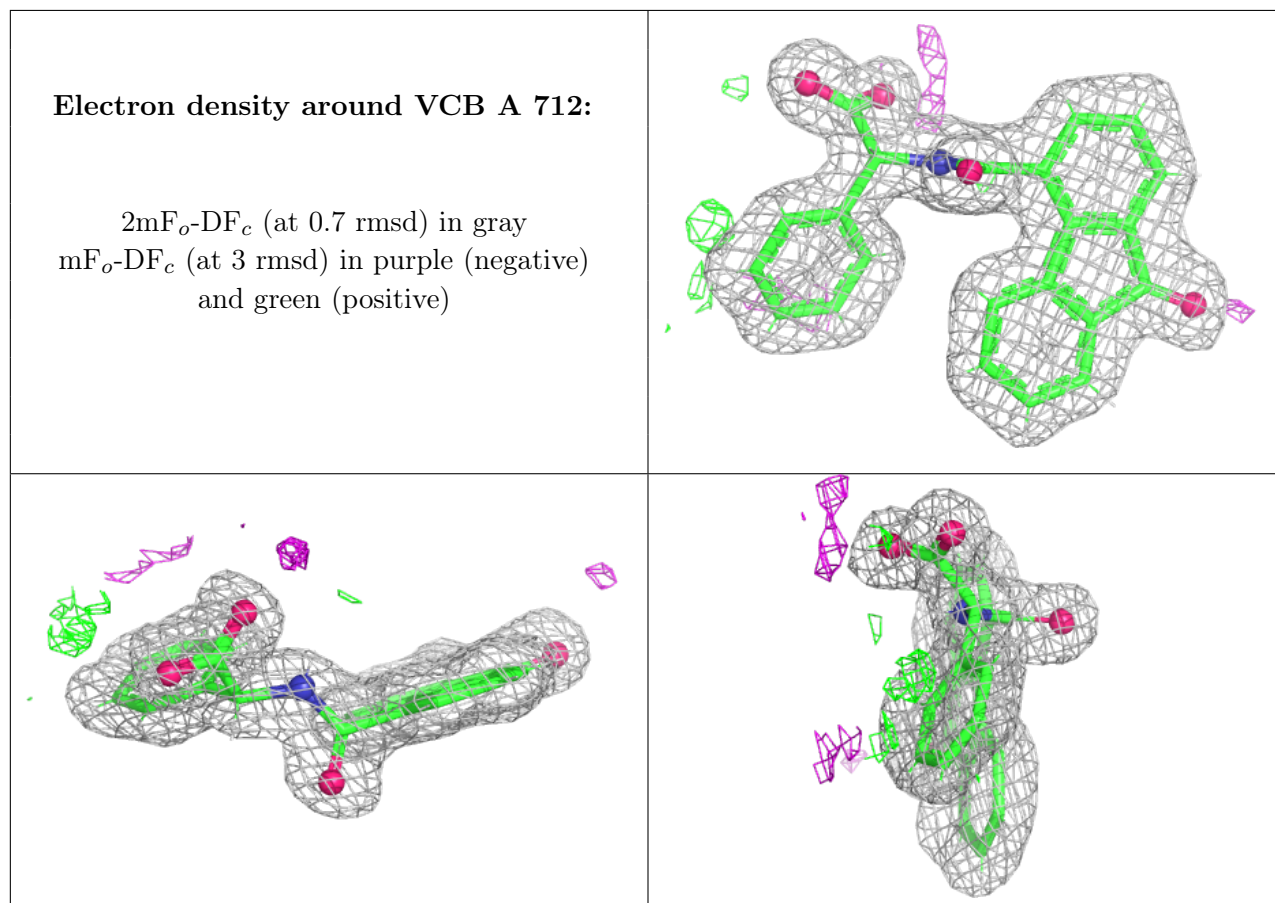 Electron density around VCB A 712:
2mFo-DFc (at 0.7 rmsd) in gray
mFo-DFc (at 3 rmsd) in purple (negative)
and green (positive)